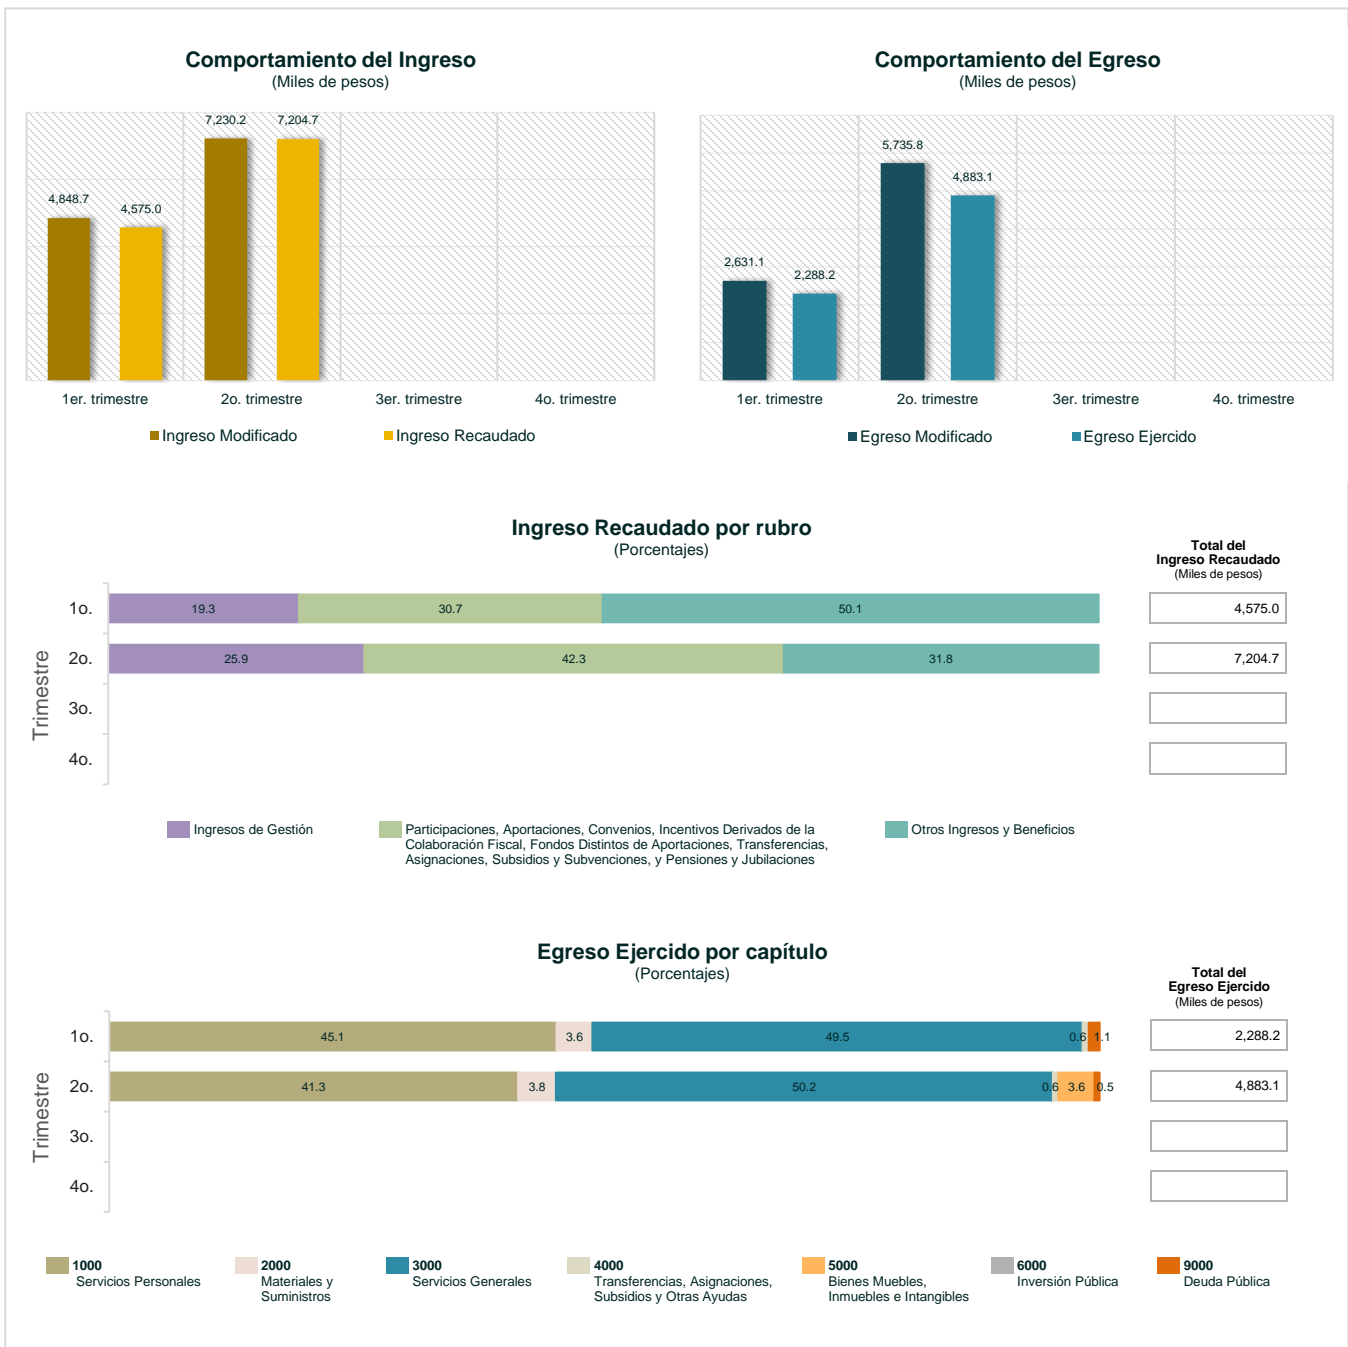 Comportamiento del Ingreso
(Miles de pesos)
4,848.7
4,575.0
7,230.2
7,204.7
1er. trimestre
2o. trimestre
3er. trimestre
4o. trimestre
Ingreso Modificado
Ingreso Recaudado
Comportamiento del Egreso
(Miles de pesos)
2,631.1
2,288.2
5,735.8
4,883.1
1er. trimestre
2o. trimestre
3er. trimestre
4o. trimestre
Egreso Modificado
Egreso Ejercido
Ingreso Recaudado por rubro
(Porcentajes)
Total del
Ingreso Recaudado
(Miles de pesos)
Trimestre
1o.
19.3
30.7
50.1
4,575.0
2o.
25.9
42.3
31.8
7,204.7
3o.
4o.
Ingresos de Gestión
Participaciones, Aportaciones, Convenios, Incentivos Derivados de la
Colaboración Fiscal, Fondos Distintos de Aportaciones, Transferencias,
Asignaciones, Subsidios y Subvenciones, y Pensiones y Jubilaciones
Otros Ingresos y Beneficios
Egreso Ejercido por capítulo
(Porcentajes)
Total del
Egreso Ejercido
(Miles de pesos)
Trimestre
1o.
45.1
3.6
49.5
0.6
1.1
2,288.2
2o.
41.3
3.8
50.2
0.6
3.6
0.5
4,883.1
3o.
4o.
1000
Servicios Personales
2000
Materiales y
Suministros
3000
Servicios Generales
4000
Transferencias, Asignaciones,
Subsidios y Otras Ayudas
5000
Bienes Muebles,
Inmuebles e Intangibles
6000
Inversión Pública
9000
Deuda Pública